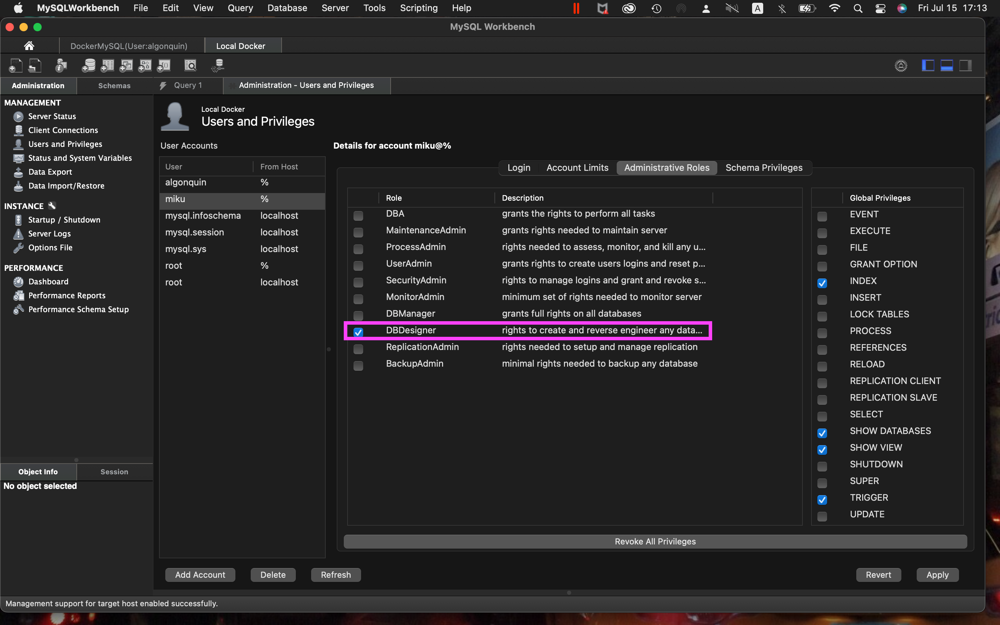 MySQLWorkbench File Edit View Query Database Server Tools Scripting Help A Fri Jul 15 17:13
MySQL Workbench
DockerMySQL(User:algonquin) Local Docker
Administration Schemas Query 1 Administration - Users and Privileges
MANAGEMENT
Server Status
Client Connections
Users and Privileges
Status and System Variables
Data Export
Data Import/Restore
INSTANCE
Startup / Shutdown
Server Logs
Options File
PERFORMANCE
Dashboard
Performance Reports
Performance Schema Setup
Object Info Session
No object selected
Local Docker
Users and Privileges
User Accounts
User From Host
algonquin %
miku %
mysql.infoschema localhost
mysql.session localhost
mysql.sys localhost
root %
root localhost
Details for account miku@%
Login Account Limits Administrative Roles Schema Privileges
Role Description
DBA grants the rights to perform all tasks
MaintenanceAdmin grants rights needed to maintain server
ProcessAdmin rights needed to assess, monitor, and kill any u...
UserAdmin grants rights to create users logins and reset p...
SecurityAdmin rights to manage logins and grant and revoke s...
MonitorAdmin minimum set of rights needed to monitor server
DBManager grants full rights on all databases
DBDesigner rights to create and reverse engineer any data...
ReplicationAdmin rights needed to setup and manage replication
BackupAdmin minimal rights needed to backup any database
Global Privileges
EVENT
EXECUTE
FILE
GRANT OPTION
INDEX
INSERT
LOCK TABLES
PROCESS
REFERENCES
RELOAD
REPLICATION CLIENT
REPLICATION SLAVE
SELECT
SHOW DATABASES
SHOW VIEW
SHUTDOWN
SUPER
TRIGGER
UPDATE
Revoke All Privileges
Add Account Delete Refresh Revert Apply
Management support for target host enabled successfully.